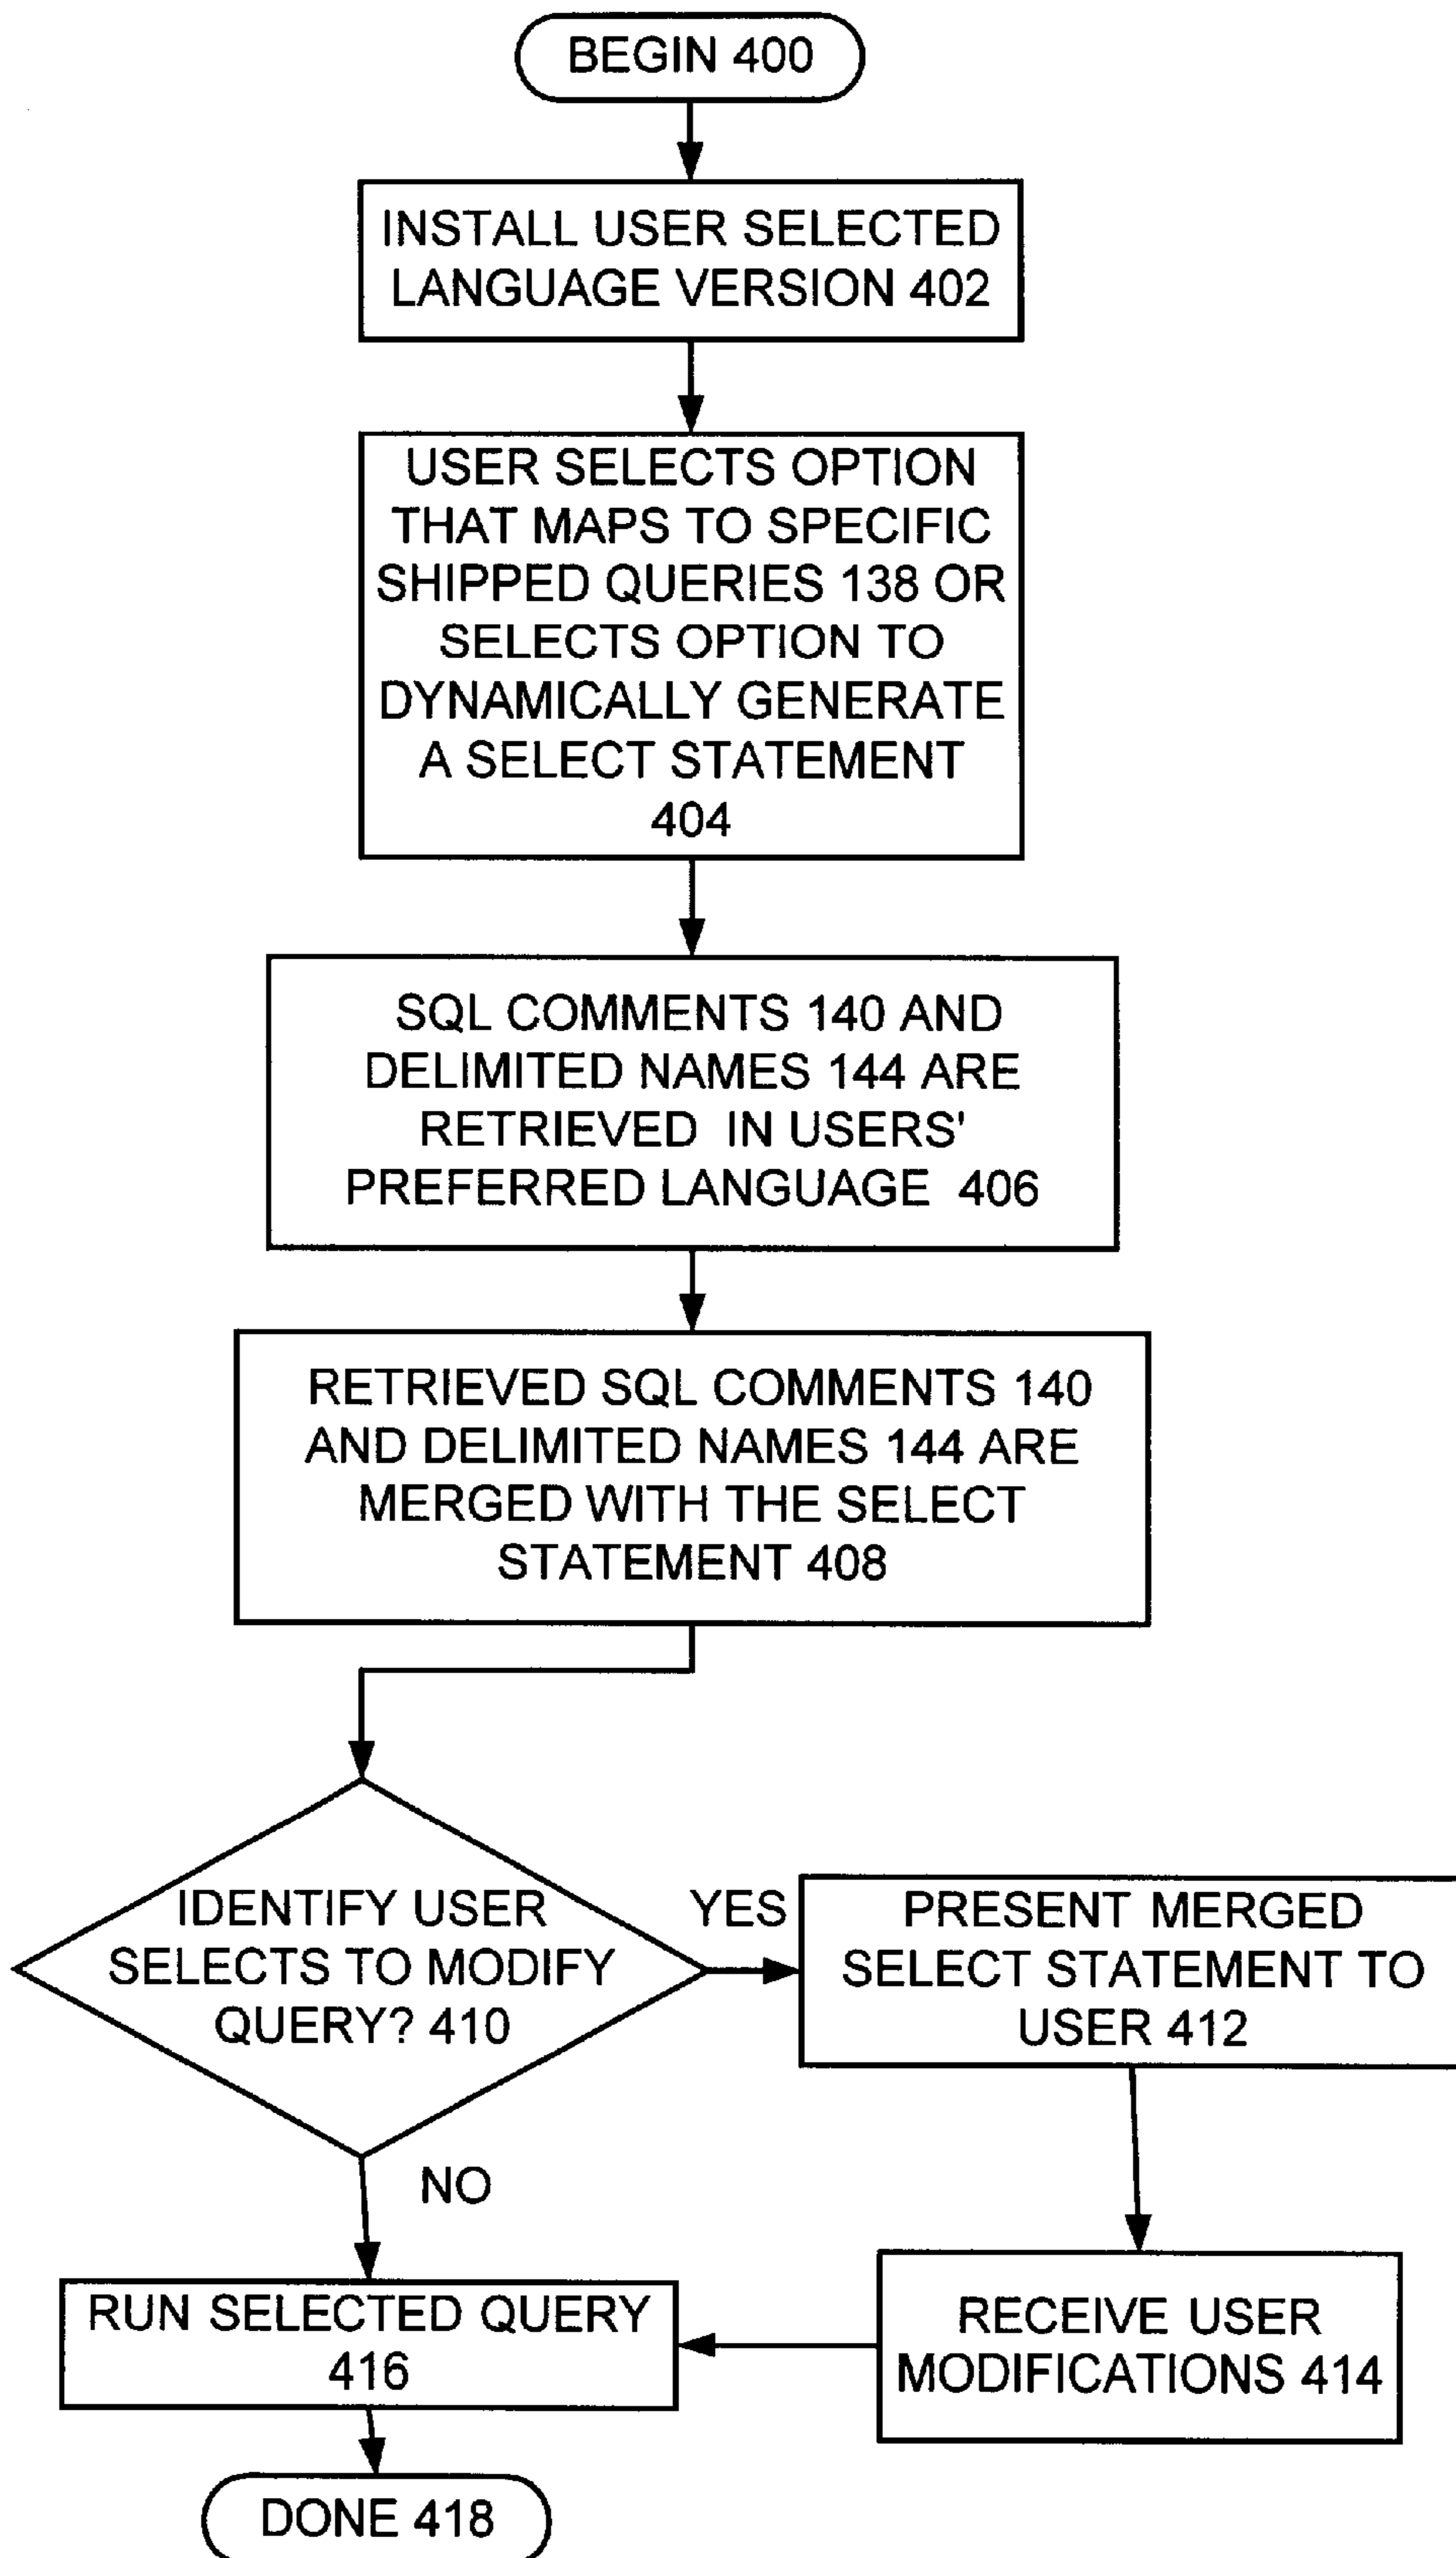 BEGIN 400
INSTALL USER SELECTED
LANGUAGE VERSION 402
USER SELECTS OPTION
THAT MAPS TO SPECIFIC
SHIPPED QUERIES 138 OR
SELECTS OPTION TO
DYNAMICALLY GENERATE
A SELECT STATEMENT
404
SQL COMMENTS 140 AND
DELIMITED NAMES 144 ARE
RETRIEVED IN USERS'
PREFERRED LANGUAGE 406
RETRIEVED SQL COMMENTS 140
AND DELIMITED NAMES 144 ARE
MERGED WITH THE SELECT
STATEMENT 408
IDENTIFY USER
SELECTS TO MODIFY
QUERY? 410
YES
PRESENT MERGED
SELECT STATEMENT TO
USER 412
NO
RUN SELECTED QUERY
416
RECEIVE USER
MODIFICATIONS 414
DONE 418